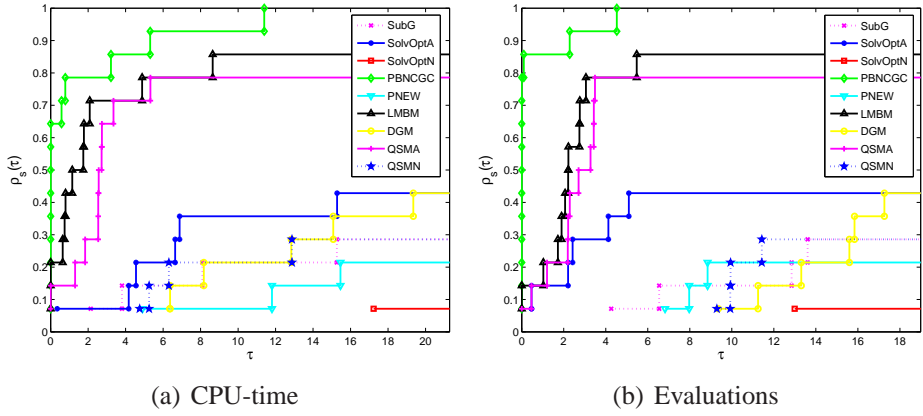 1
0.9
0.8
0.7
0.6
0.5
0.4
0.3
0.2
0.1
0
ρs(τ)
0 2 4 6 8 10 12 14 16 18 20
τ
SubG
SolvOptA
SolvOptN
PBNCGC
PNEW
LMBM
DGM
QSMA
QSMN
(a) CPU-time
1
0.9
0.8
0.7
0.6
0.5
0.4
0.3
0.2
0.1
0
ρs(τ)
0 2 4 6 8 10 12 14 16 18
τ
SubG
SolvOptA
SolvOptN
PBNCGC
PNEW
LMBM
DGM
QSMA
QSMN
(b) Evaluations